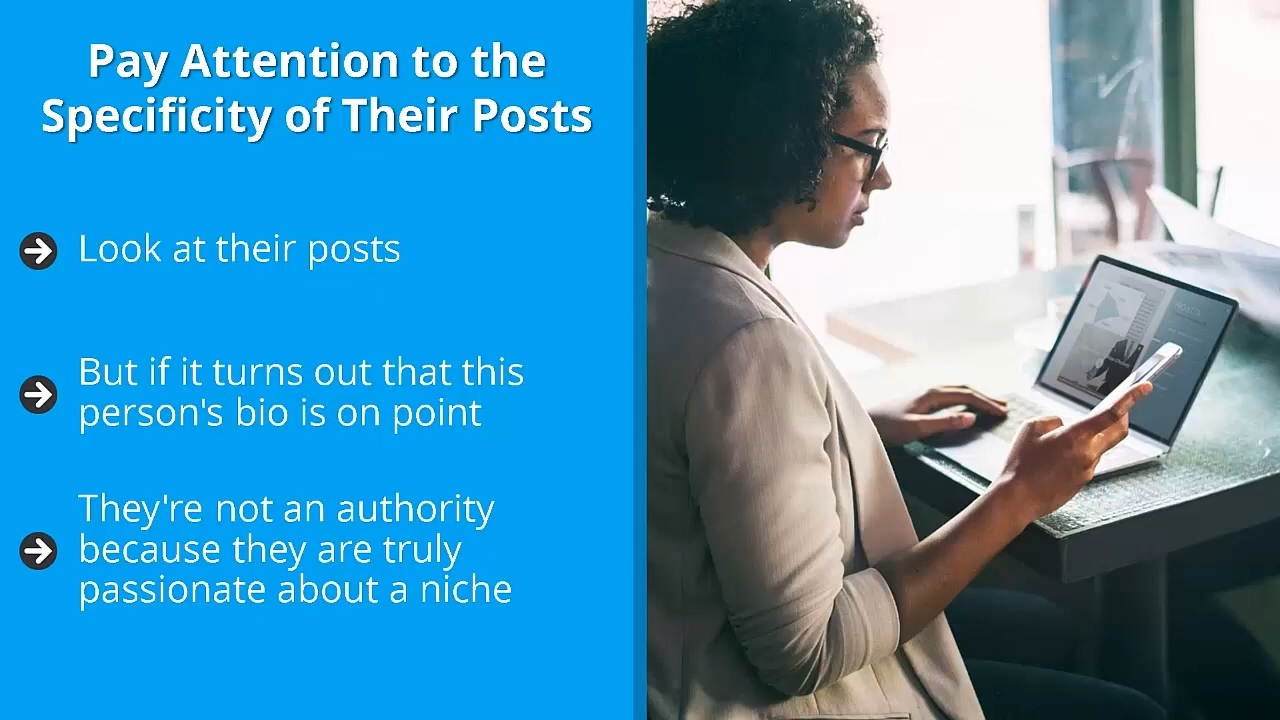 Pay Attention to the
Specificity of Their Posts
Look at their posts
But if it turns out that this
person's bio is on point
They're not an authority
because they are truly
passionate about a niche